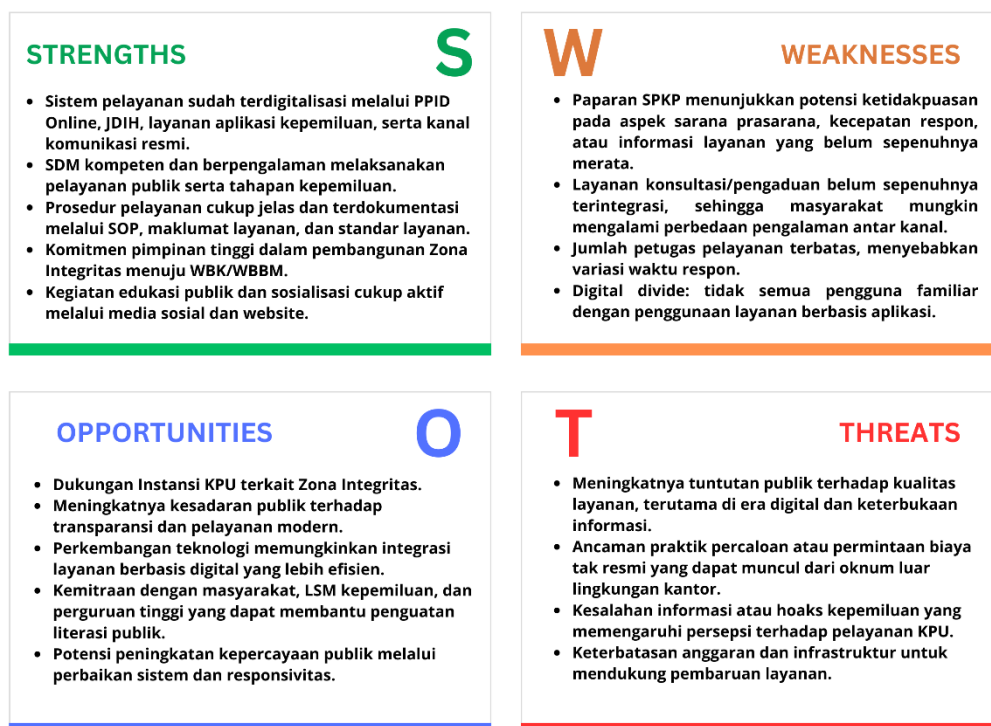 STRENGTHS
S
Sistem pelayanan sudah terdigitalisasi melalui PPID
Online, JDIH, layanan aplikasi kepemiluan, serta kanal
komunikasi resmi.
SDM kompeten dan berpengalaman melaksanakan
pelayanan publik serta tahapan kepemiluan.
Prosedur pelayanan cukup jelas dan terdokumentasi
melalui SOP, maklumat layanan, dan standar layanan.
Komitmen pimpinan tinggi dalam pembangunan Zona
Integritas menuju WBK/WBBM.
Kegiatan edukasi publik dan sosialisasi cukup aktif
melalui media sosial dan website.
W
WEAKNESSES
Paparan SPKP menunjukkan potensi ketidakpuasan
pada aspek sarana prasarana, kecepatan respon,
atau informasi layanan yang belum sepenuhnya
merata.
Layanan konsultasi/pengaduan belum sepenuhnya
terintegrasi, sehingga masyarakat mungkin
mengalami perbedaan pengalaman antar kanal.
Jumlah petugas pelayanan terbatas, menyebabkan
variasi waktu respon.
Digital divide: tidak semua pengguna familiar
dengan penggunaan layanan berbasis aplikasi.
OPPORTUNITIES
O
Dukungan Instansi KPU terkait Zona Integritas.
Meningkatnya kesadaran publik terhadap
transparansi dan pelayanan modern.
Perkembangan teknologi memungkinkan integrasi
layanan berbasis digital yang lebih efisien.
Kemitraan dengan masyarakat, LSM kepemiluan, dan
perguruan tinggi yang dapat membantu penguatan
literasi publik.
Potensi peningkatan kepercayaan publik melalui
perbaikan sistem dan responsivitas.
T
THREATS
Meningkatnya tuntutan publik terhadap kualitas
layanan, terutama di era digital dan keterbukaan
informasi.
Ancaman praktik percaloan atau permintaan biaya
tak resmi yang dapat muncul dari oknum luar
lingkungan kantor.
Kesalahan informasi atau hoaks kepemiluan yang
memengaruhi persepsi terhadap pelayanan KPU.
Keterbatasan anggaran dan infrastruktur untuk
mendukung pembaruan layanan.